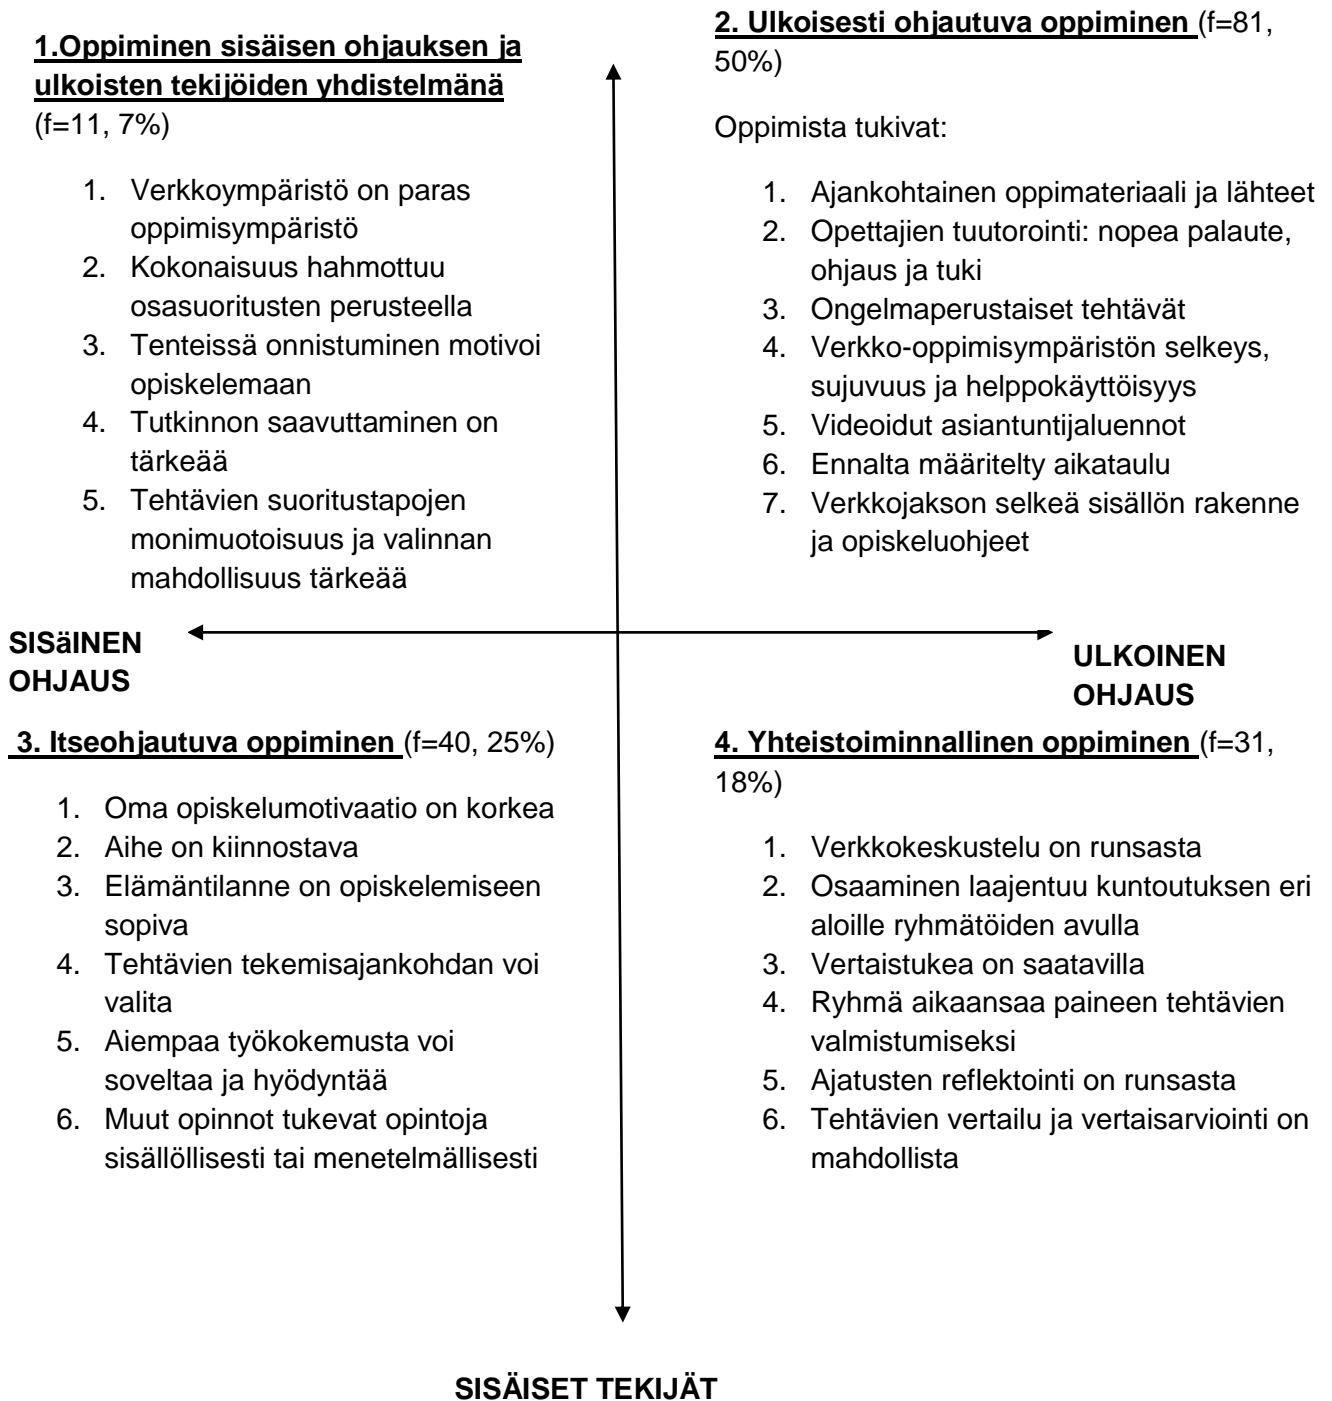 1.Oppiminen sisäisen ohjauksen ja
ulkoisten tekijöiden yhdistelmänä
(f=11, 7%)
1. Verkkoympäristö on paras
oppimisympäristö
2. Kokonaisuus hahmottuu
osasuoritusten perusteella
3. Tenteissä onnistuminen motivoi
opiskelemaan
4. Tutkinnon saavuttaminen on
tärkeää
5. Tehtävien suoritustapojen
monimuotoisuus ja valinnan
mahdollisuus tärkeää
2. Ulkoisesti ohjautuva oppiminen (f=81,
50%)
Oppimista tukivat:
1. Ajankohtainen oppimateriaali ja lähteet
2. Opettajien tuutorointi: nopea palaute,
ohjaus ja tuki
3. Ongelmaperustaiset tehtävät
4. Verkko-oppimisympäristön selkeys,
sujuvuus ja helppokäyttöisyys
5. Videoidut asiantuntijaluennot
6. Ennalta määritelty aikataulu
7. Verkkojakson selkeä sisällön rakenne
ja opiskeluohjeet
SISäINEN
OHJAUS
ULKOINEN
OHJAUS
3. Itseohjautuva oppiminen (f=40, 25%)
1. Oma opiskelumotivaatio on korkea
2. Aihe on kiinnostava
3. Elämäntilanne on opiskelemiseen
sopiva
4. Tehtävien tekemisajankohdan voi
valita
5. Aiempaa työkokemusta voi
soveltaa ja hyödyntää
6. Muut opinnot tukevat opintoja
sisällöllisesti tai menetelmällisesti
4. Yhteistoiminnallinen oppiminen (f=31,
18%)
1. Verkkokeskustelu on runsasta
2. Osaaminen laajentuu kuntoutuksen eri
aloille ryhmätöiden avulla
3. Vertaistukea on saatavilla
4. Ryhmä aikaansaa paineen tehtävien
valmistumiseksi
5. Ajatusten reflektointi on runsasta
6. Tehtävien vertailu ja vertaisarviointi on
mahdollista
SISÄISET TEKIJÄT